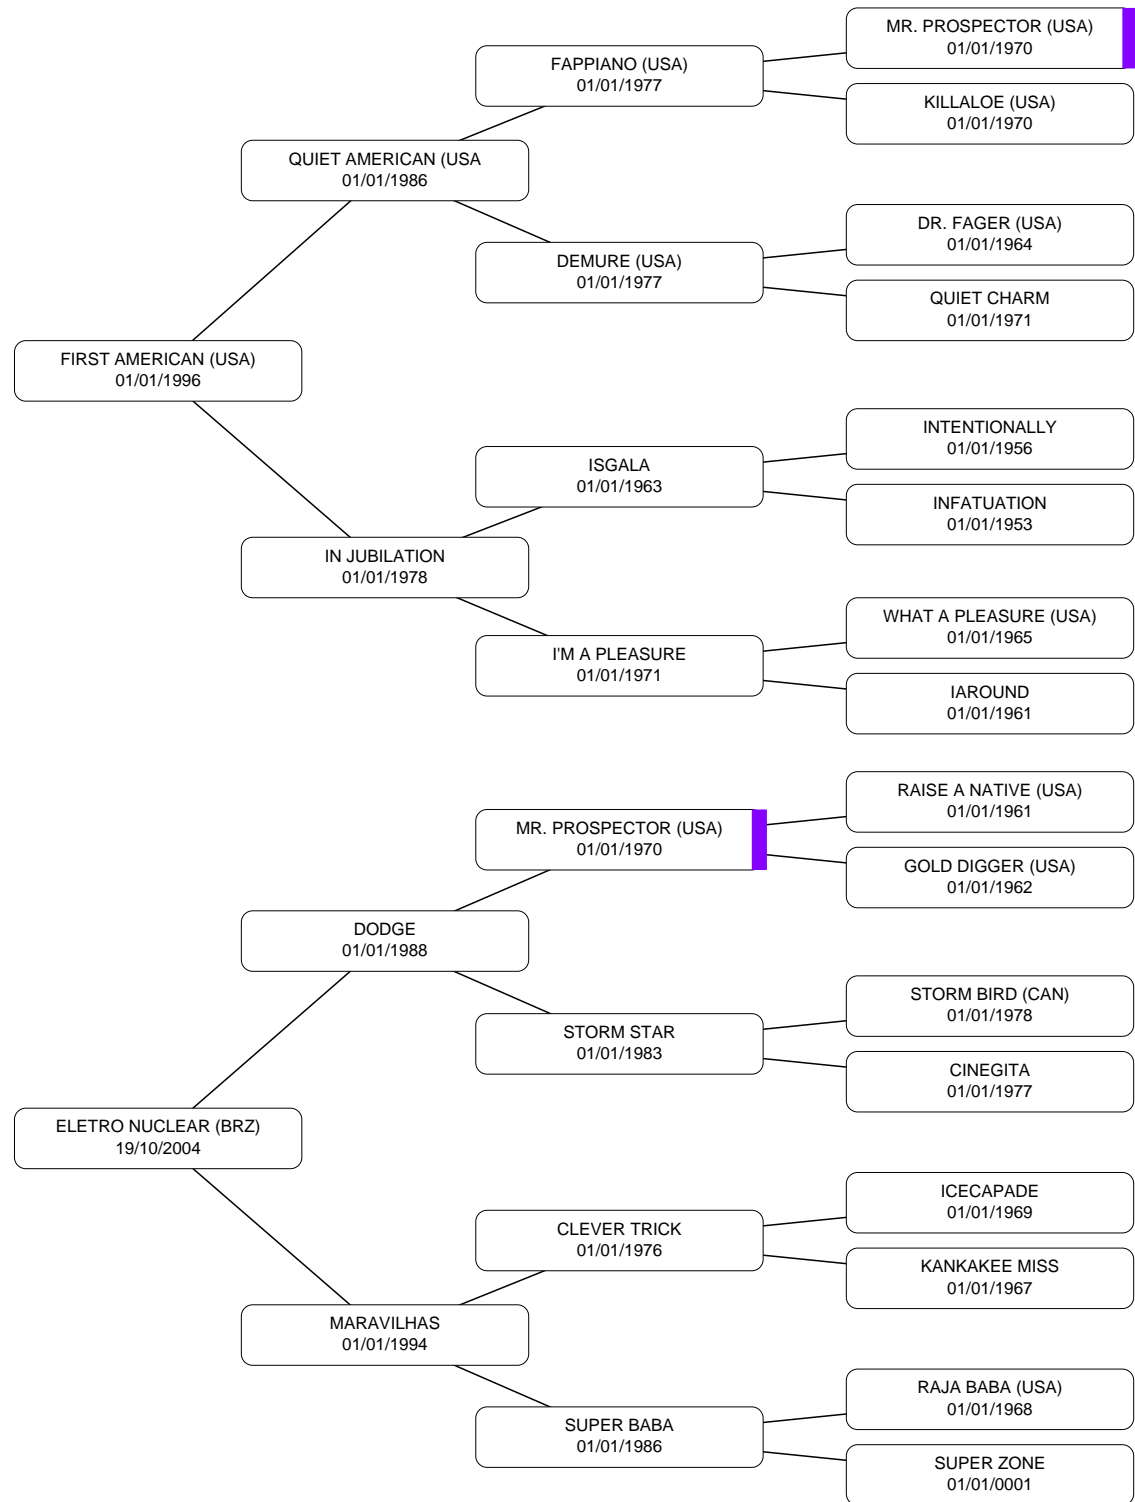 MR. PROSPECTOR (USA)
01/01/1970
FAPPIANO (USA)
01/01/1977
KILLALOE (USA)
01/01/1970
QUIET AMERICAN (USA
01/01/1986
DR. FAGER (USA)
01/01/1964
DEMURE (USA)
01/01/1977
QUIET CHARM
01/01/1971
FIRST AMERICAN (USA)
01/01/1996
INTENTIONALLY
01/01/1956
ISGALA
01/01/1963
INFATUATION
01/01/1953
IN JUBILATION
01/01/1978
WHAT A PLEASURE (USA)
01/01/1965
I'M A PLEASURE
01/01/1971
IAROUND
01/01/1961
RAISE A NATIVE (USA)
01/01/1961
MR. PROSPECTOR (USA)
01/01/1970
GOLD DIGGER (USA)
01/01/1962
DODGE
01/01/1988
STORM BIRD (CAN)
01/01/1978
STORM STAR
01/01/1983
CINEGITA
01/01/1977
ELETRO NUCLEAR (BRZ)
19/10/2004
ICECAPADE
01/01/1969
CLEVER TRICK
01/01/1976
KANKAKEE MISS
01/01/1967
MARAVILHAS
01/01/1994
RAJA BABA (USA)
01/01/1968
SUPER BABA
01/01/1986
SUPER ZONE
01/01/0001